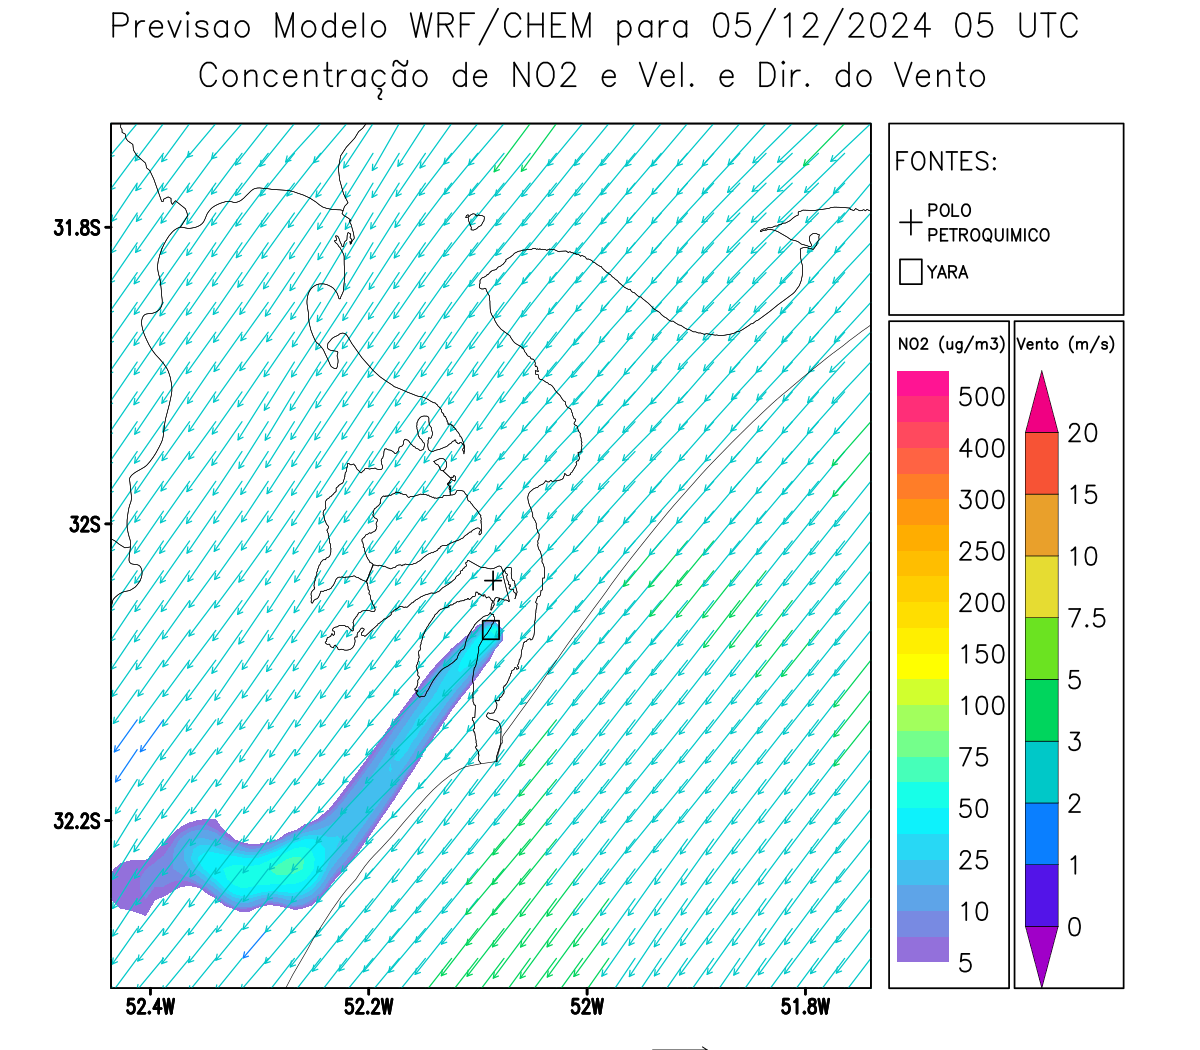 Previsao Modelo WRF/CHEM para 05/12/2024 05 UTC
Concentração de NO2 e Vel. e Dir. do Vento
FONTES:
POLO
PETROQUIMICO
YARA
NO2 (ug/m3)
500
400
300
250
200
150
100
75
50
25
10
5
Vento (m/s)
20
15
10
7.5
5
3
2
1
0
31.8S
32S
32.2S
52.4W
52.2W
52W
51.8W